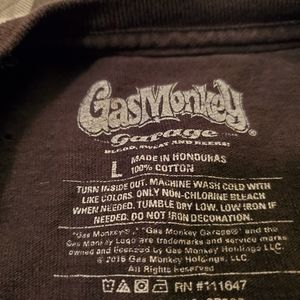 GasMonkey®
Garage
BLOOD, SWEAT AND BEERS!
L
MADE IN HONDURAS
100% COTTON
TURN INSIDE OUT. MACHINE WASH COLD WITH
LIKE COLORS. ONLY NON-CHLORINE BLEACH
WHEN NEEDED. TUMBLE DRY LOW. LOW IRON IF
NEEDED. DO NOT IRON DECORATION.
"Gas Monkey® ", "Gas Monkey Garage® and the
Gas Monkey Logo are trademarks and service marks
owned and licensed by Gas Monkey Holdings LLC.
© 2016 Gas Monkey Holdings, LLC.
All Rights Reserved
RN #111647